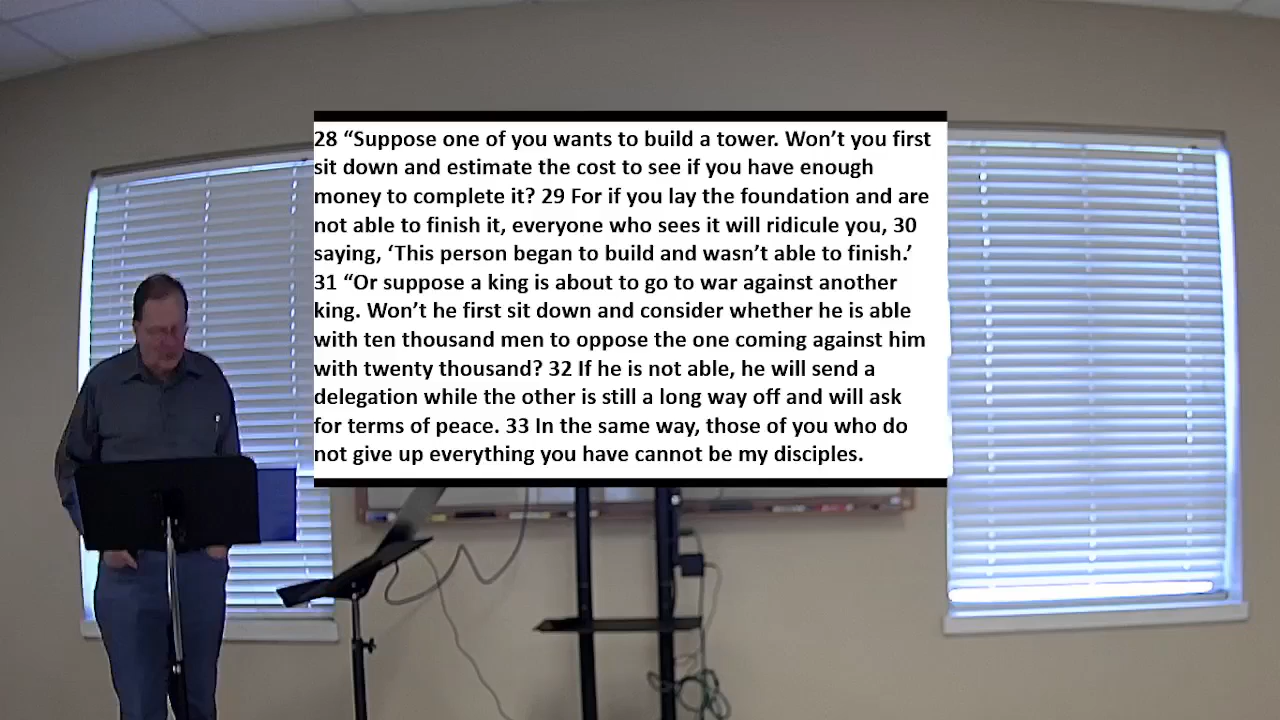 28 “Suppose one of you wants to build a tower. Won’t you first
sit down and estimate the cost to see if you have enough
money to complete it? 29 For if you lay the foundation and are
not able to finish it, everyone who sees it will ridicule you, 30
saying, ‘This person began to build and wasn’t able to finish.’
31 “Or suppose a king is about to go to war against another
king. Won’t he first sit down and consider whether he is able
with ten thousand men to oppose the one coming against him
with twenty thousand? 32 If he is not able, he will send a
delegation while the other is still a long way off and will ask
for terms of peace. 33 In the same way, those of you who do
not give up everything you have cannot be my disciples.